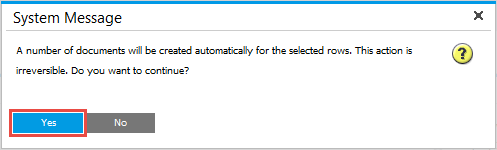 System Message
A number of documents will be created automatically for the selected rows. This action is
irreversible. Do you want to continue?
Yes No